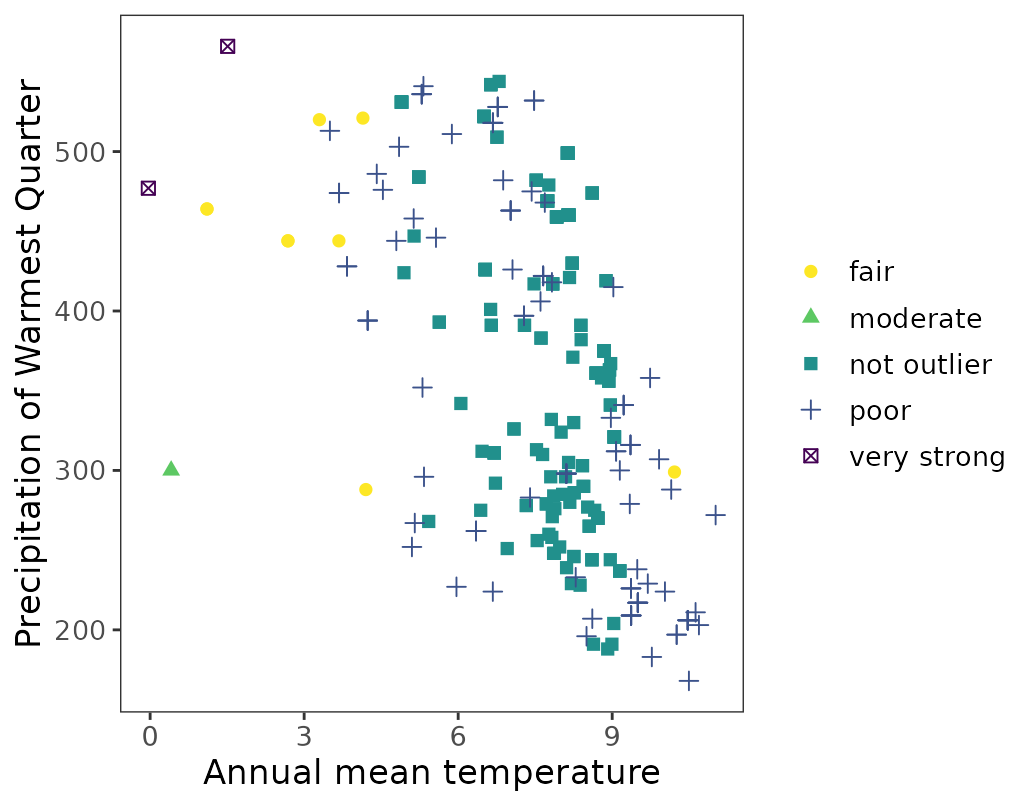 Precipitation of Warmest Quarter
500
400
300
200
0 3 6 9
Annual mean temperature
fair
moderate
not outlier
poor
very strong